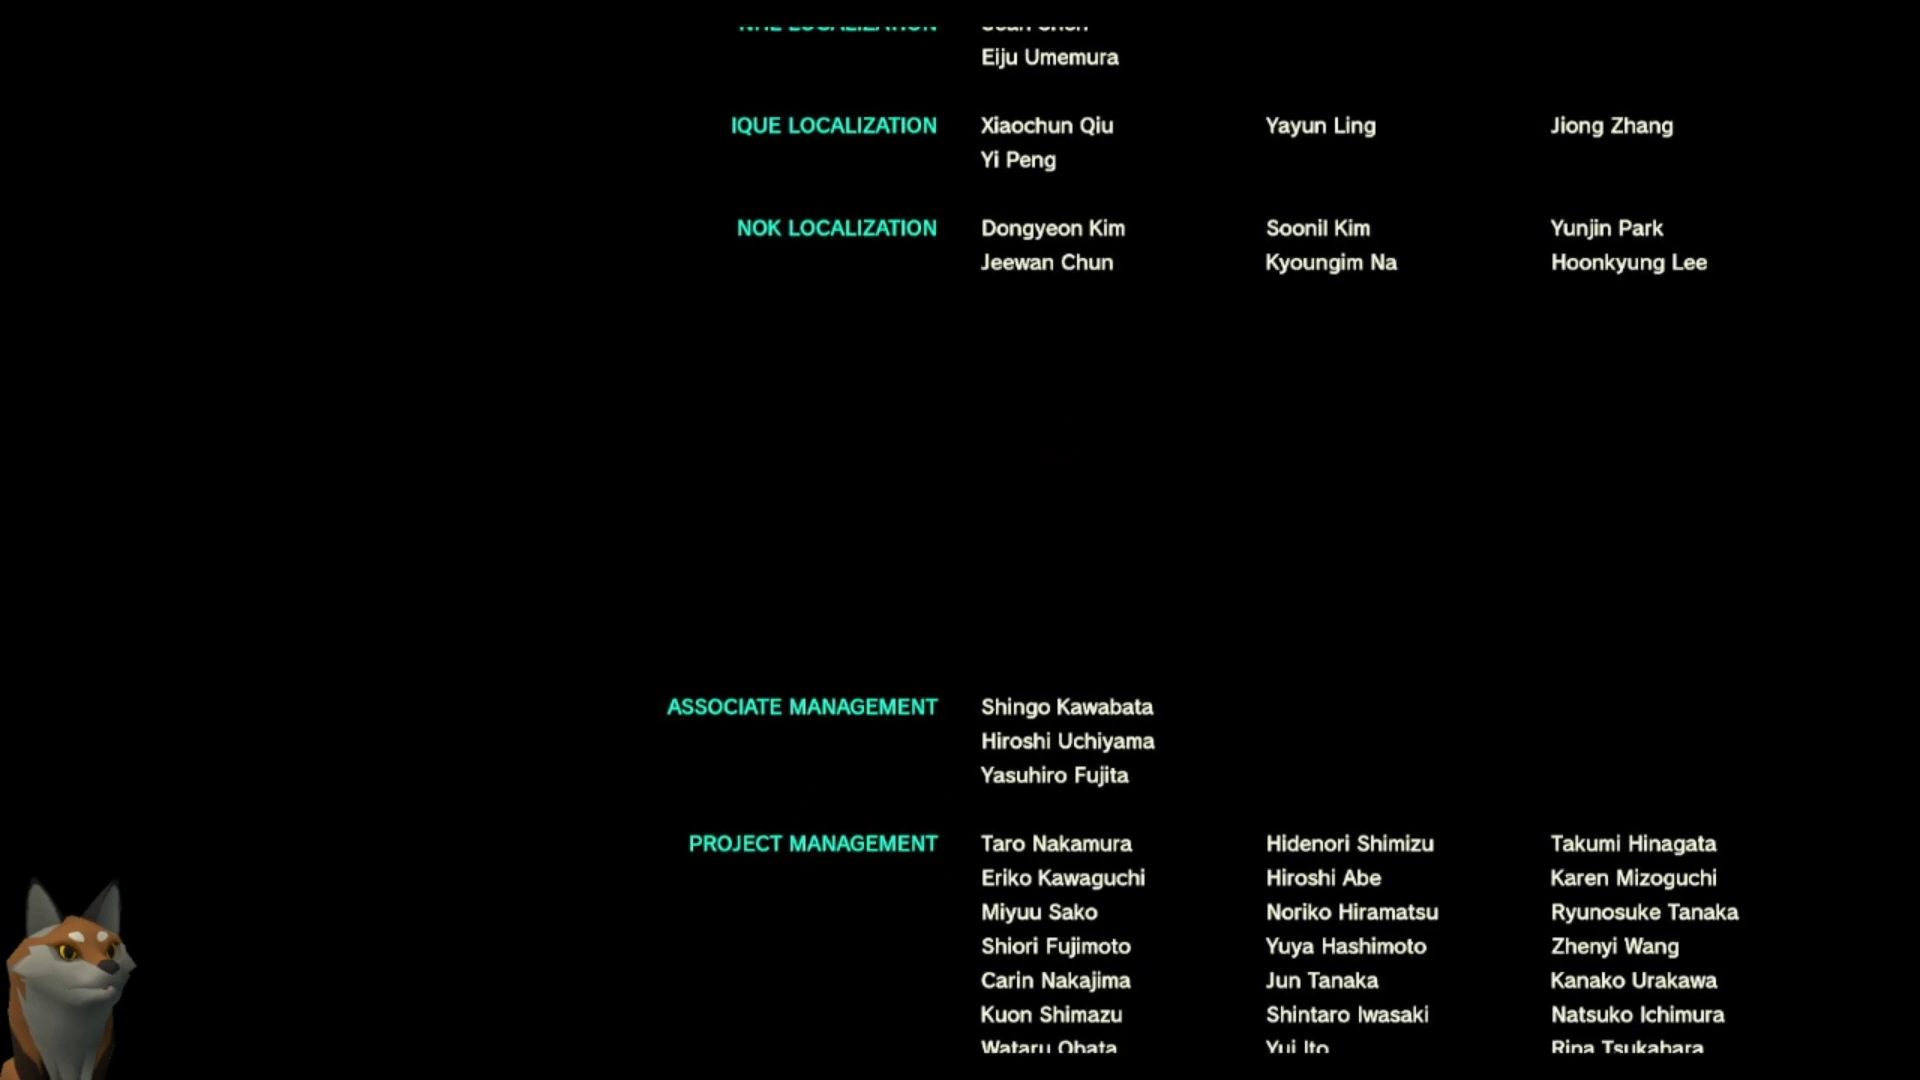 Eiju Umemura
IQUE LOCALIZATION Xiaochun Qiu Yayun Ling Jiong Zhang
Yi Peng
NOK LOCALIZATION Dongyeon Kim Soonil Kim Yunjin Park
Jeewan Chun Kyoungim Na Hoonkyung Lee
ASSOCIATE MANAGEMENT Shingo Kawabata
Hiroshi Uchiyama
Yasuhiro Fujita
PROJECT MANAGEMENT Taro Nakamura Hidenori Shimizu Takumi Hinagata
Eriko Kawaguchi Hiroshi Abe Karen Mizoguchi
Miyuu Sako Noriko Hiramatsu Ryunosuke Tanaka
Shiori Fujimoto Yuya Hashimoto Zhenyi Wang
Carin Nakajima Jun Tanaka Kanako Urakawa
Kuon Shimazu Shintaro Iwasaki Natsuko Ichimura
Wataru Obata Yui Ito Rina Tsukahara